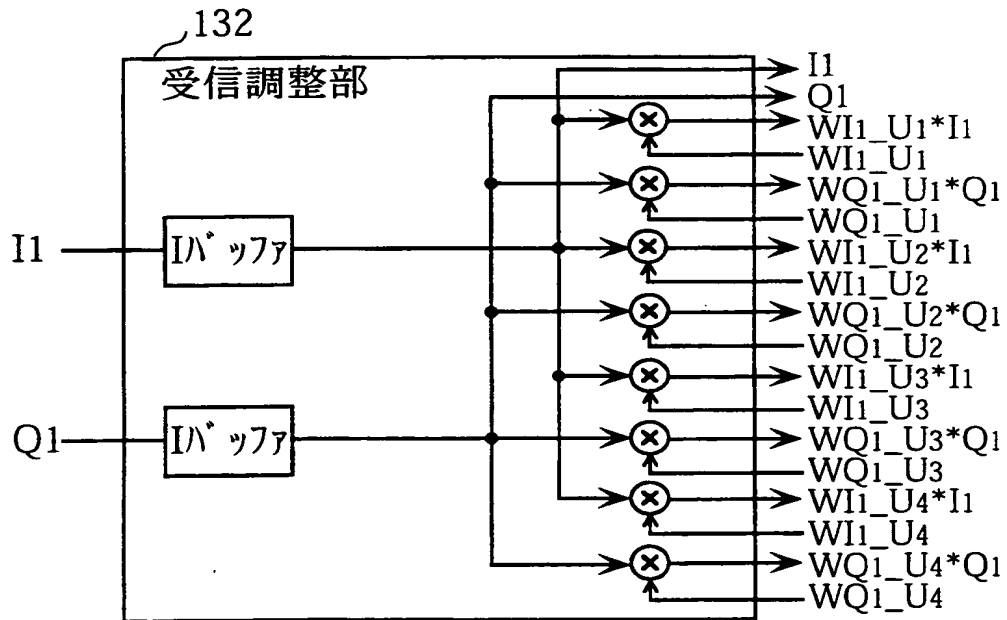 132
受信調整部
I1
Q1
WI1_U1*I1
WI1_U1
WQ1_U1*Q1
WQ1_U1
I1
Iバッファ
WI1_U2*I1
WI1_U2
WQ1_U2*Q1
WQ1_U2
WI1_U3*I1
WI1_U3
Q1
Iバッファ
WQ1_U3*Q1
WQ1_U3
WI1_U4*I1
WI1_U4
WQ1_U4*Q1
WQ1_U4